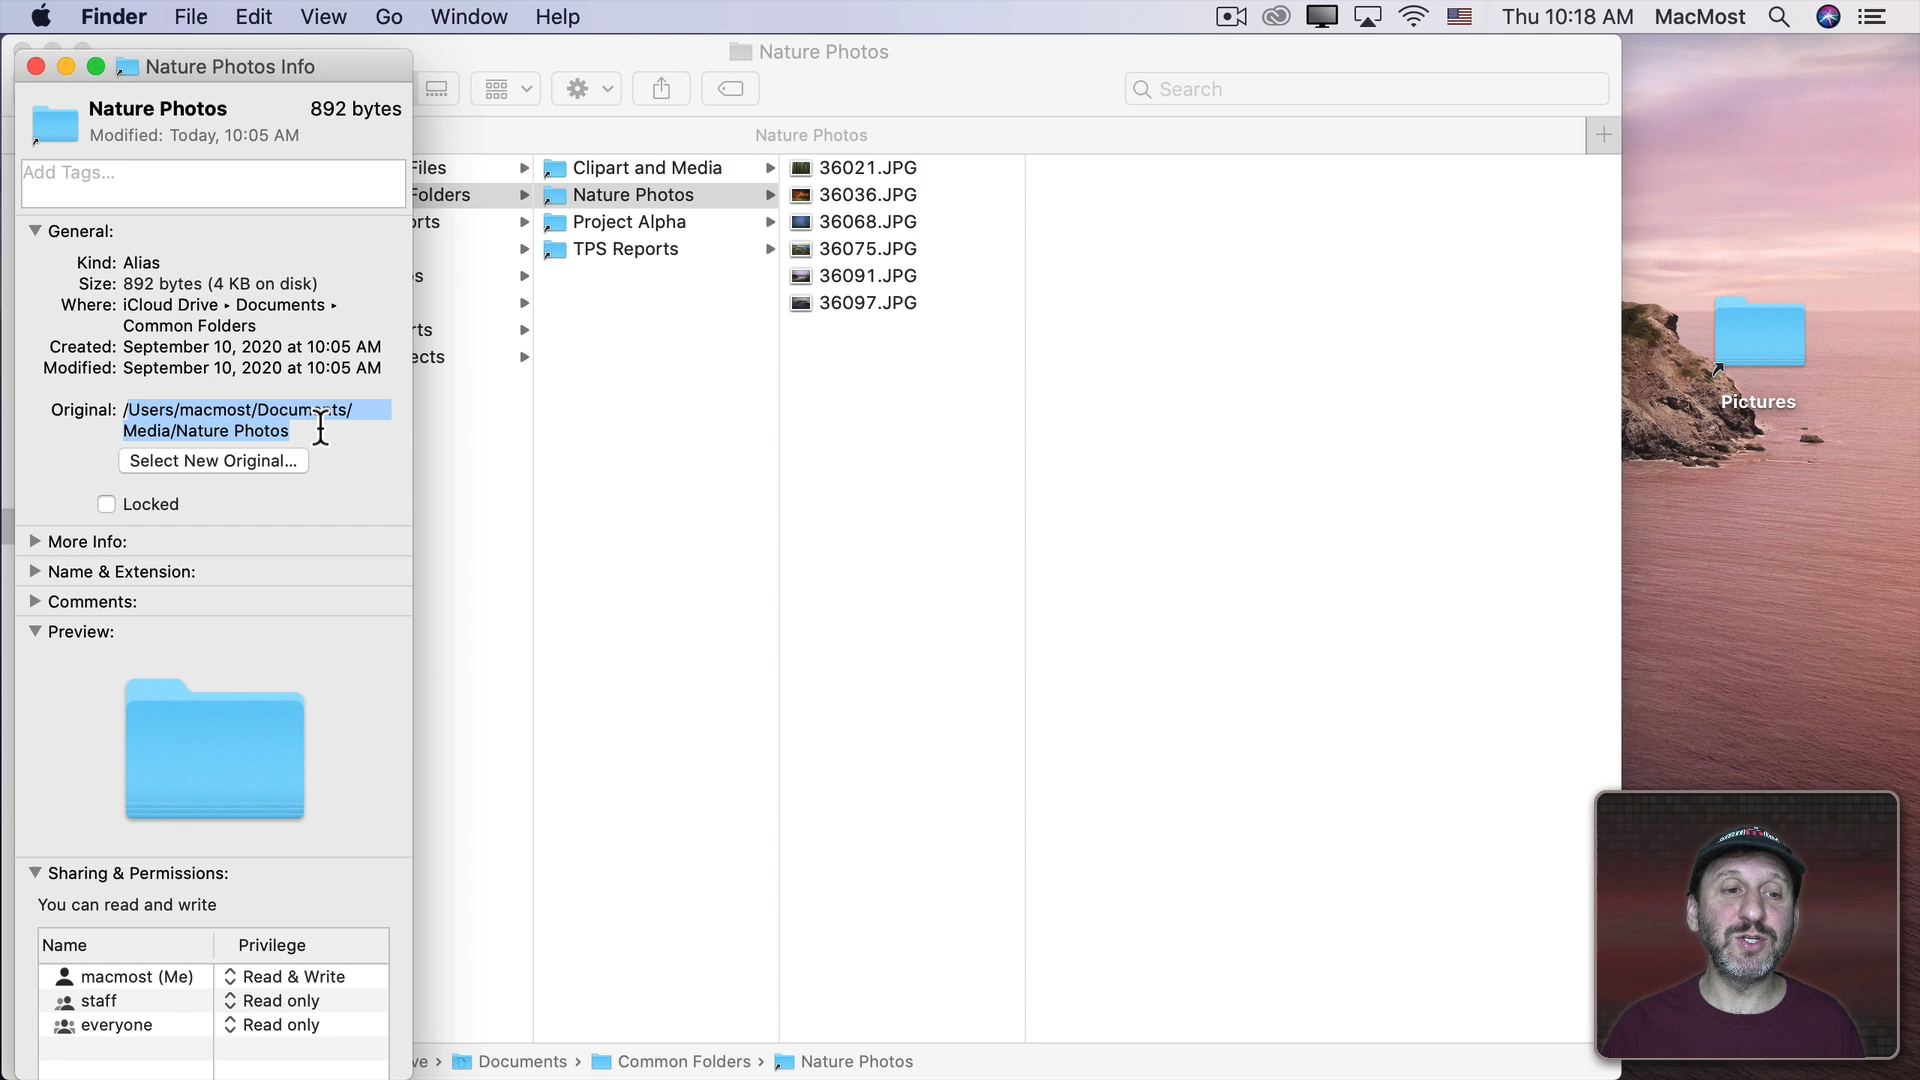 Finder File Edit View Go Window Help Thu 10:18 AM MacMost
Nature Photos Info
Nature Photos
Nature Photos 892 bytes
Modified: Today, 10:05 AM
Add Tags...
General:
Kind: Alias
Size: 892 bytes (4 KB on disk)
Where: iCloud Drive ▸ Documents ▸
Common Folders
Created: September 10, 2020 at 10:05 AM
Modified: September 10, 2020 at 10:05 AM
Original: /Users/macmost/Documents/
Media/Nature Photos
Select New Original...
Locked
More Info:
Name & Extension:
Comments:
Preview:
Sharing & Permissions:
You can read and write
Name Privilege
macmost (Me) Read & Write
staff Read only
everyone Read only
Search
Nature Photos
Files
Folders
orts
s
rts
ects
Clipart and Media
Nature Photos
Project Alpha
TPS Reports
36021.JPG
36036.JPG
36068.JPG
36075.JPG
36091.JPG
36097.JPG
ve › Documents › Common Folders › Nature Photos
Pictures